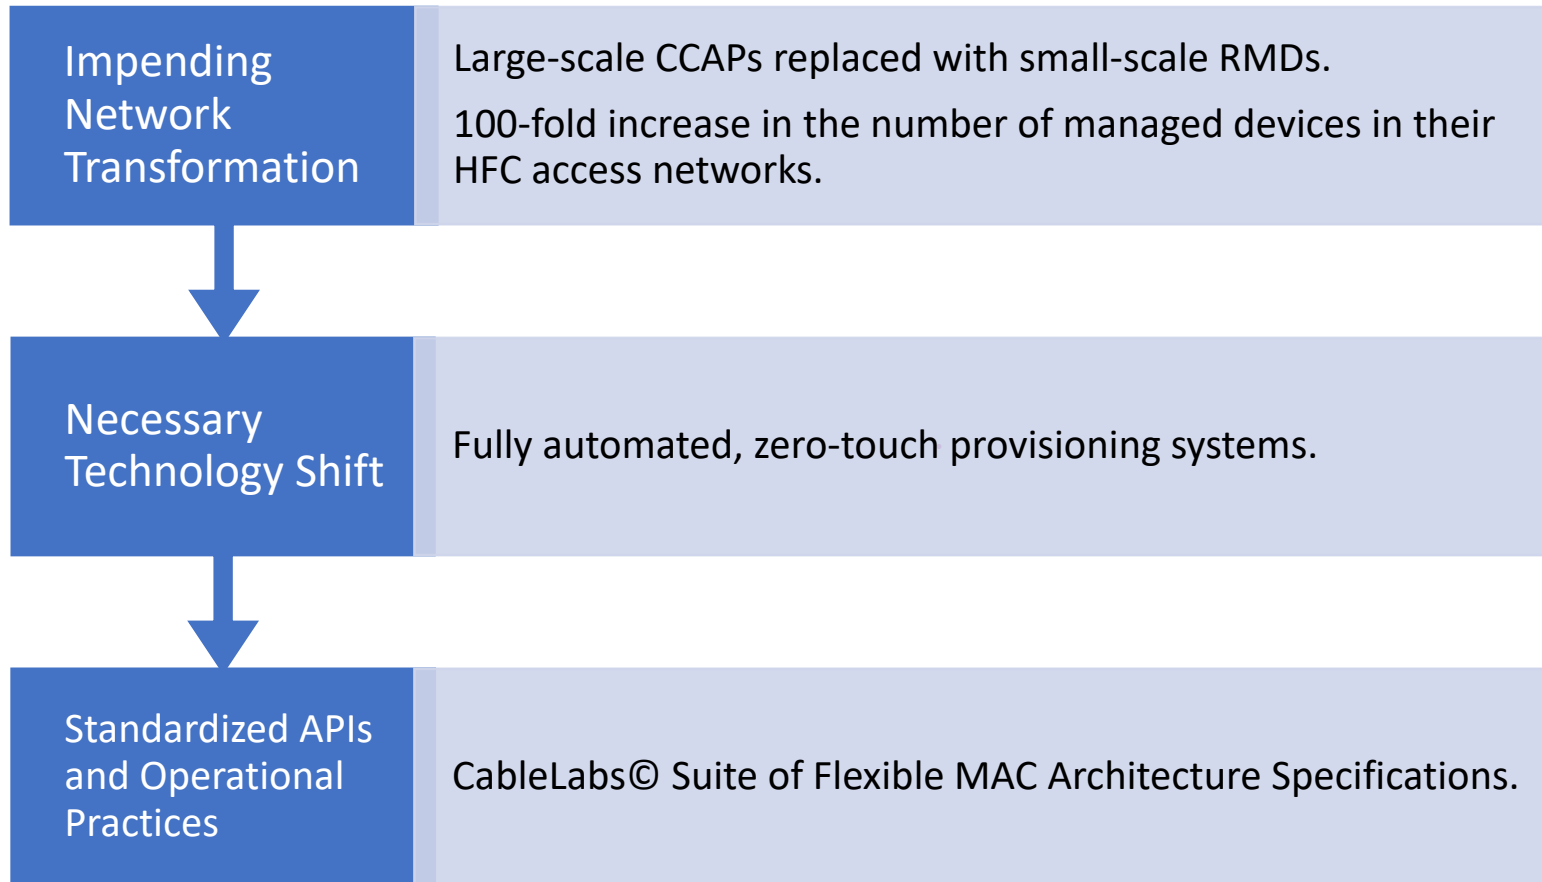 Impending
Network
Transformation
Large-scale CCAPs replaced with small-scale RMDs.
100-fold increase in the number of managed devices in their
HFC access networks.
Necessary
Technology Shift
Fully automated, zero-touch provisioning systems.
Standardized APIs
and Operational
Practices
CableLabs© Suite of Flexible MAC Architecture Specifications.